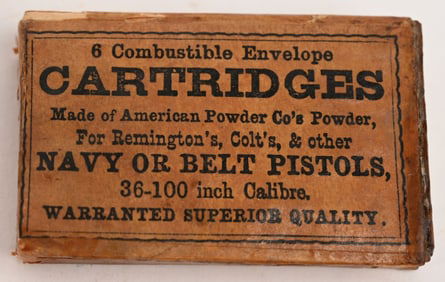 6 Combustible Envelope
CARTRIDGES
Made of American Powder Co's Powder,
For Remington's, Colt's, & other
NAVY OR BELT PISTOLS,
36-100 inch Calibre.
WARRANTED SUPERIOR QUALITY.